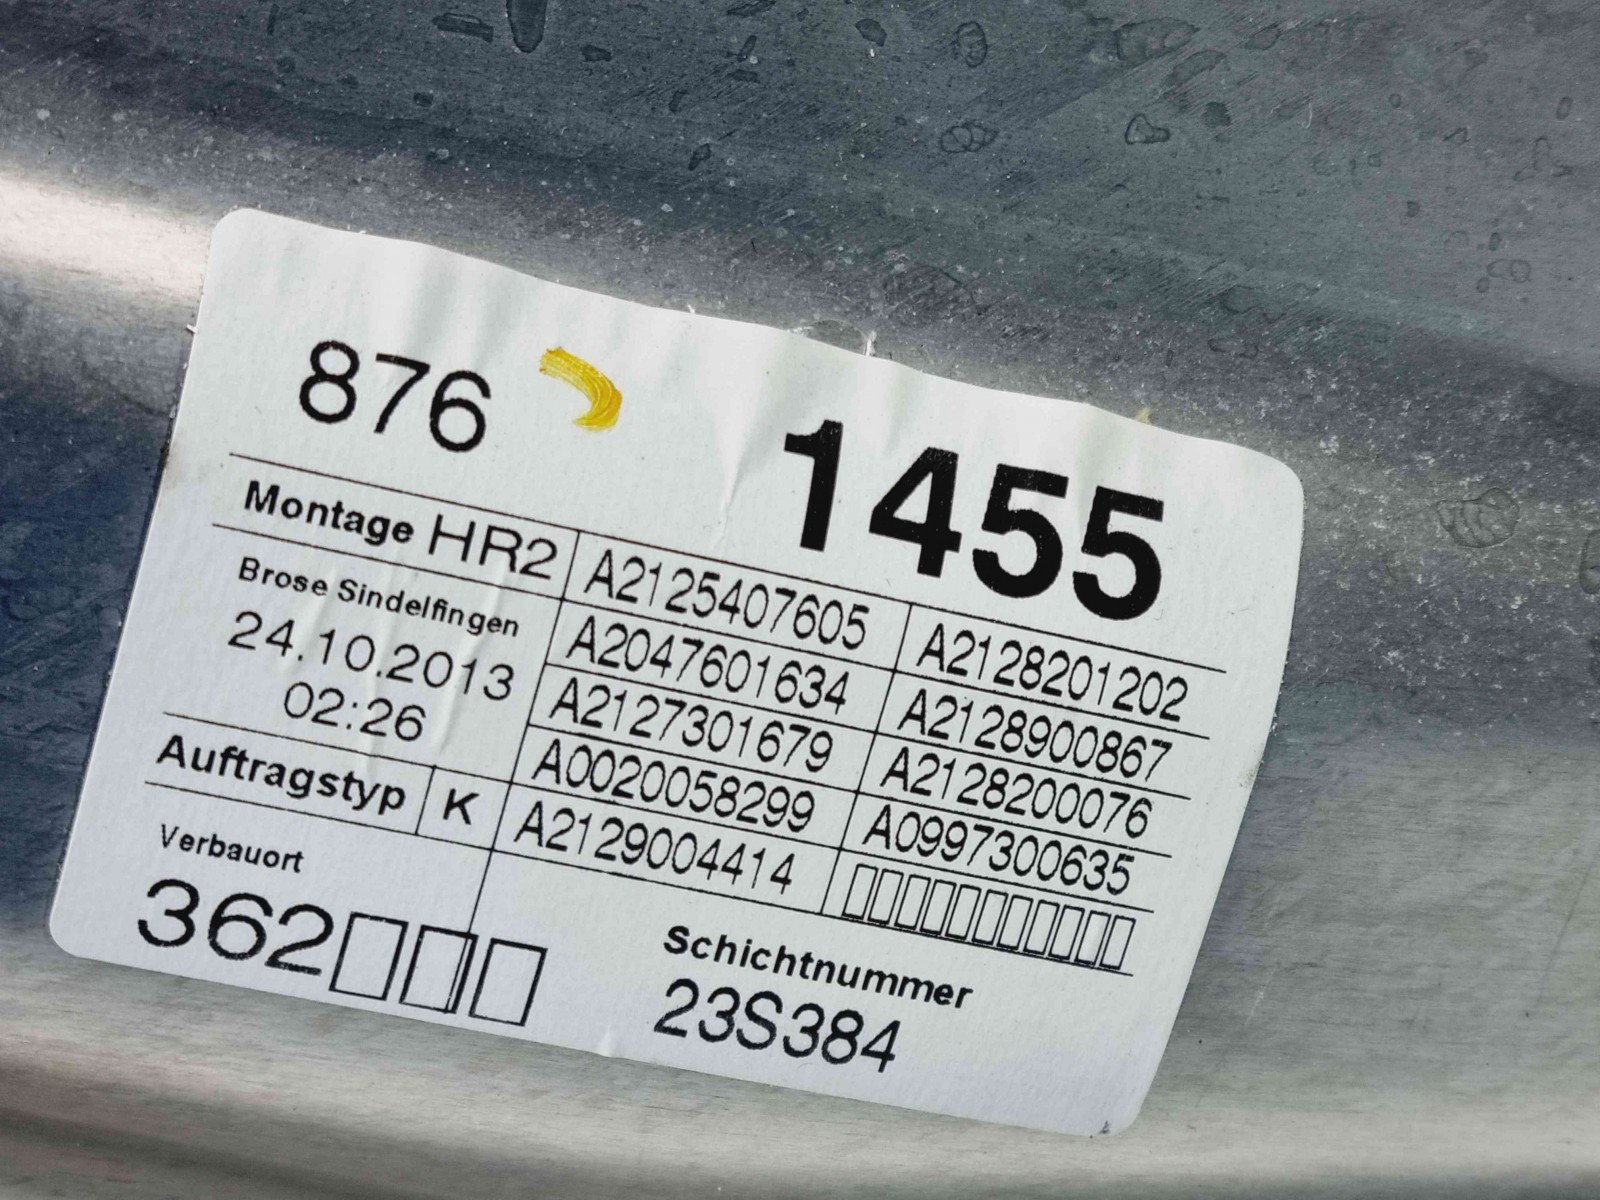 876 1455
Montage HR2
Brose Sindelfingen
24.10.2013
02:26
Auftragstyp K
A2125407605 A2128201202
A2047601634 A2128900867
A2127301679 A2128200076
A0020058299 A0997300635
A2129004414 ▯▯▯▯▯▯▯▯▯▯▯
Verbauort
362▯▯▯
Schichtnummer
23S384